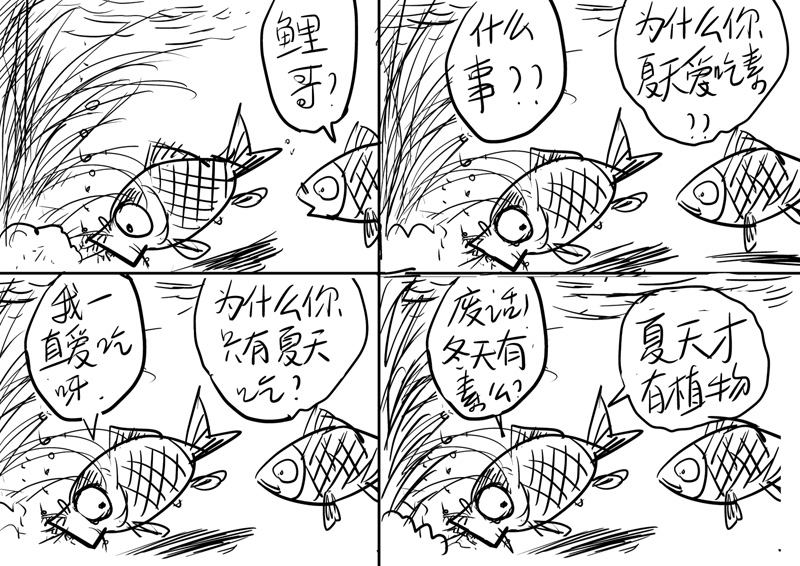 鲤
哥?
什么
事??
为什么你
夏天爱吃素
??
我一
直爱吃
呀.
为什么你
只有夏天
吃?
废话!
冬天有
素么?
夏天才
有植物